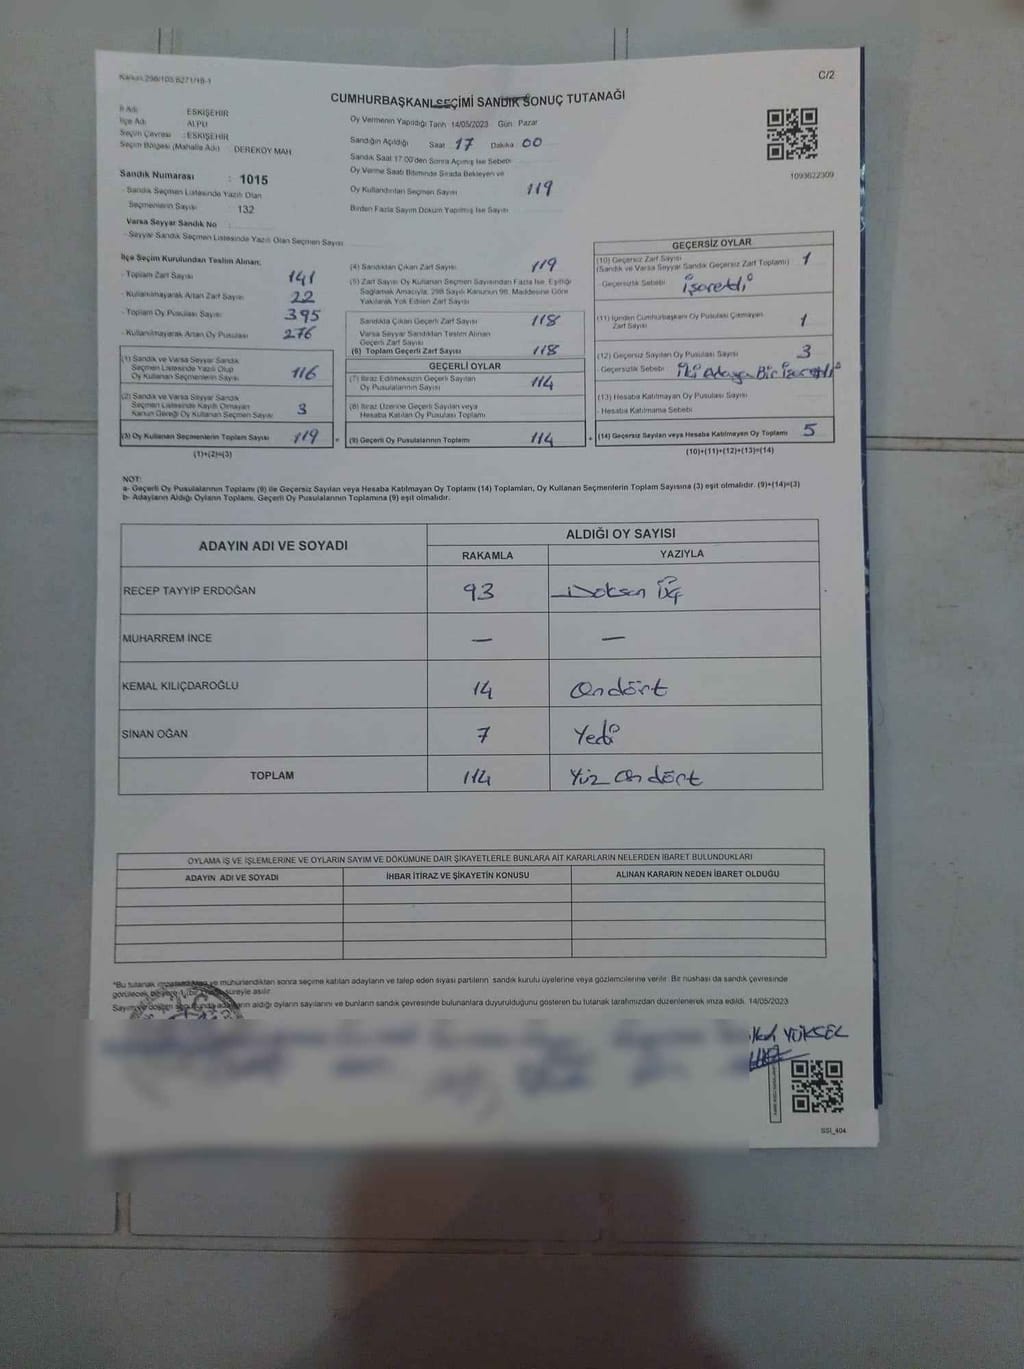 C/2
CUMHURBAŞKANI SEÇİMİ SANDIK SONUÇ TUTANAĞI
İl Adı : ESKİŞEHİR
İlçe Adı : ALPU
Seçim Çevresi : ESKİŞEHİR
Seçim Bölgesi (Mahalle Adı) : DEREKÖY MAH.
Sandık Numarası : 1015
Sandık Seçmen Listesinde Yazılı Olan
Seçmenlerin Sayısı : 132
Varsa Seyyar Sandık No :
Seyyar Sandık Seçmen Listesinde Yazılı Olan Seçmen Sayısı
Oy Vermenin Yapıldığı Tarih 14/05/2023 Gün Pazar
Sandığın Açıldığı Saat 17 Dakika 00
Sandık Saat 17:00'den Sonra Açılmış İse Sebebi
Oy Verme Saati Bitiminde Sırada Bekleyen ve
Oy Kullandırılan Seçmen Sayısı 119
Birden Fazla Sayım Döküm Yapılmış İse Sayısı
1093622309
İlçe Seçim Kurulundan Teslim Alınan;
- Toplam Zarf Sayısı 141
- Kullanılmayarak Artan Zarf Sayısı 22
- Toplam Oy Pusulası Sayısı 395
- Kullanılmayarak Artan Oy Pusulası 276
(1) Sandık ve Varsa Seyyar Sandık
Seçmen Listesinde Yazılı Olup
Oy Kullanan Seçmenlerin Sayısı 116
(2) Sandık ve Varsa Seyyar Sandık
Seçmen Listesinde Kayıtlı Olmayan
Kanun Gereği Oy Kullanan Seçmen Sayısı 3
(3) Oy Kullanan Seçmenlerin Toplam Sayısı 119
(1)+(2)=(3)
(4) Sandıktan Çıkan Zarf Sayısı 119
(5) Zarf Sayısı Oy Kullanan Seçmen Sayısından Fazla İse, Eşitliği
Sağlamak Amacıyla, 298 Sayılı Kanunun 98. Maddesine Göre
Yakılarak Yok Edilen Zarf Sayısı
Sandıkta Çıkan Geçerli Zarf Sayısı 118
Varsa Seyyar Sandıktan Teslim Alınan
Geçerli Zarf Sayısı
(6) Toplam Geçerli Zarf Sayısı 118
GEÇERLİ OYLAR
(7) İtiraz Edilmeksizin Geçerli Sayılan
Oy Pusulalarının Sayısı 114
(8) İtiraz Üzerine Geçerli Sayılan veya
Hesaba Katılan Oy Pusulası Toplamı
(9) Geçerli Oy Pusulalarının Toplamı 114
GEÇERSİZ OYLAR
(10) Geçersiz Zarf Sayısı 1
(Sandık ve Varsa Seyyar Sandık Geçersiz Zarf Toplamı)
Geçersizlik Sebebi işaretli
(11) İçinden Cumhurbaşkanı Oy Pusulası Çıkmayan
Zarf Sayısı 1
(12) Geçersiz Sayılan Oy Pusulası Sayısı 3
Geçersizlik Sebebi iki Adaya Bir işaretli
(13) Hesaba Katılmayan Oy Pusulası Sayısı
- Hesaba Katılmama Sebebi
(14) Geçersiz Sayılan veya Hesaba Katılmayan Oy Toplamı 5
(10)+(11)+(12)+(13)=(14)
NOT:
a- Geçerli Oy Pusulalarının Toplamı (9) ile Geçersiz Sayılan veya Hesaba Katılmayan Oy Toplamı (14) Toplamları, Oy Kullanan Seçmenlerin Toplam Sayısına (3) eşit olmalıdır. (9)+(14)=(3)
b- Adayların Aldığı Oyların Toplamı, Geçerli Oy Pusulalarının Toplamına (9) eşit olmalıdır.
ADAYIN ADI VE SOYADI ALDIĞI OY SAYISI
RAKAMLA YAZIYLA
RECEP TAYYIP ERDOĞAN 93 Doksan Üç
MUHARREM İNCE — —
KEMAL KILIÇDAROĞLU 14 Ondört
SİNAN OĞAN 7 Yedi
TOPLAM 114 Yüz on dört
OYLAMA İŞ VE İŞLEMLERİNE VE OYLARIN SAYIM VE DÖKÜMÜNE DAİR ŞİKAYETLERLE BUNLARA AİT KARARLARIN NELERDEN İBARET BULUNDUKLARI
ADAYIN ADI VE SOYADI İHBAR İTİRAZ VE ŞİKAYETİN KONUSU ALINAN KARARIN NEDEN İBARET OLDUĞU
*Bu tutanak ve mühürlendikten sonra seçime katılan adayların ve talep eden siyasi partilerin sandık kurulu üyelerine veya gözlemcilerine verilir. Bir nüshası da sandık çevresinde
görülecek bir süreyle asılır.
Sayım ve döküm adayların aldığı oyların sayılarını ve bunların sandık çevresinde bulunanlara duyurulduğunu gösteren bu tutanak tarafımızdan düzenlenerek imza edildi. 14/05/2023
YÜKSEL
SSI_404